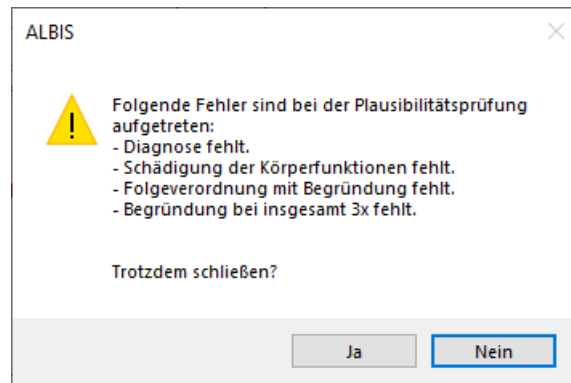 ALBIS
Folgende Fehler sind bei der Plausibilitätsprüfung
aufgetreten:
- Diagnose fehlt.
- Schädigung der Körperfunktionen fehlt.
- Folgeverordnung mit Begründung fehlt.
- Begründung bei insgesamt 3x fehlt.
Trotzdem schließen?
Ja
Nein